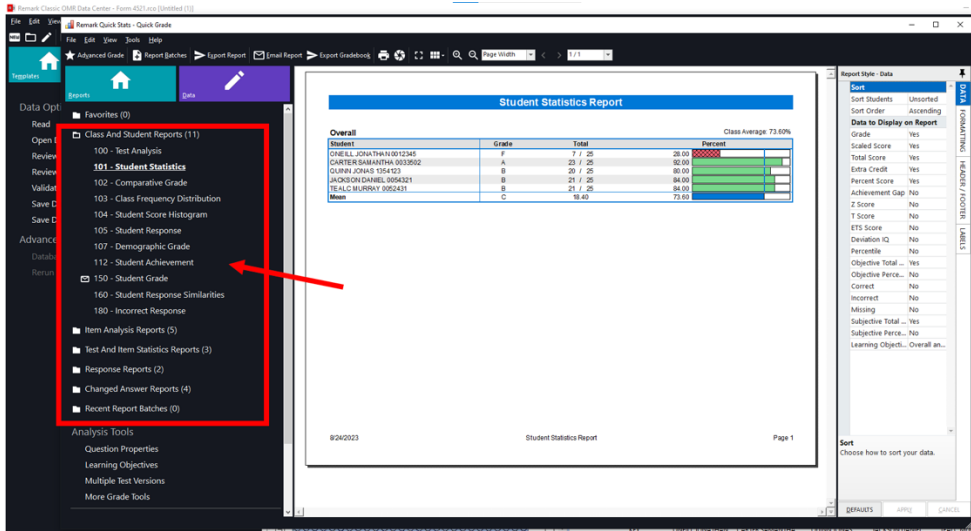 Remark Classic OMR Data Center - Form 4521.rco [Untitled (1)]
File Edit View
Remark Quick Stats - Quick Grade
File Edit View Tools Help
Advanced Grade Report Batches Export Report Email Report Export Gradebook Page Width 1 / 1
Templates
Reports
Data
Data Opti
Read
Open
Review
Review
Validat
Save D
Save D
Advance
Databa
Rerun
Favorites (0)
Class And Student Reports (11)
100 - Test Analysis
101 - Student Statistics
102 - Comparative Grade
103 - Class Frequency Distribution
104 - Student Score Histogram
105 - Student Response
107 - Demographic Grade
112 - Student Achievement
150 - Student Grade
160 - Student Response Similarities
180 - Incorrect Response
Item Analysis Reports (5)
Test And Item Statistics Reports (3)
Response Reports (2)
Changed Answer Reports (4)
Recent Report Batches (0)
Analysis Tools
Question Properties
Learning Objectives
Multiple Test Versions
More Grade Tools
Student Statistics Report
Overall Class Average: 73.60%
Student Grade Total Percent
ONEILL JONATHAN 0012345 F 7 / 25 28.00
CARTER SAMANTHA 0033502 A 23 / 25 92.00
QUINN JONAS 1354123 B 20 / 25 80.00
JACKSON DANIEL 0054321 B 21 / 25 84.00
TEALC MURRAY 0052431 B 21 / 25 84.00
Mean C 18.40 73.60
8/24/2023 Student Statistics Report Page 1
Report Style - Data
Sort
Sort Students Unsorted
Sort Order Ascending
Data to Display on Report
Grade Yes
Scaled Score Yes
Total Score Yes
Extra Credit Yes
Percent Score Yes
Achievement Gap No
Z Score No
T Score No
ETS Score No
Deviation IQ No
Percentile No
Objective Total ... Yes
Objective Perce... No
Correct No
Incorrect No
Missing No
Subjective Total ... Yes
Subjective Perce... No
Learning Objecti... Overall an...
Sort
Choose how to sort your data.
DEFAULTS APPLY CANCEL
DATA
FORMATTING
HEADER / FOOTER
LABELS